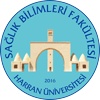 SAĞLIK BİLİMLERİ FAKÜLTESİ
2016
HARRAN ÜNİVERSİTESİ